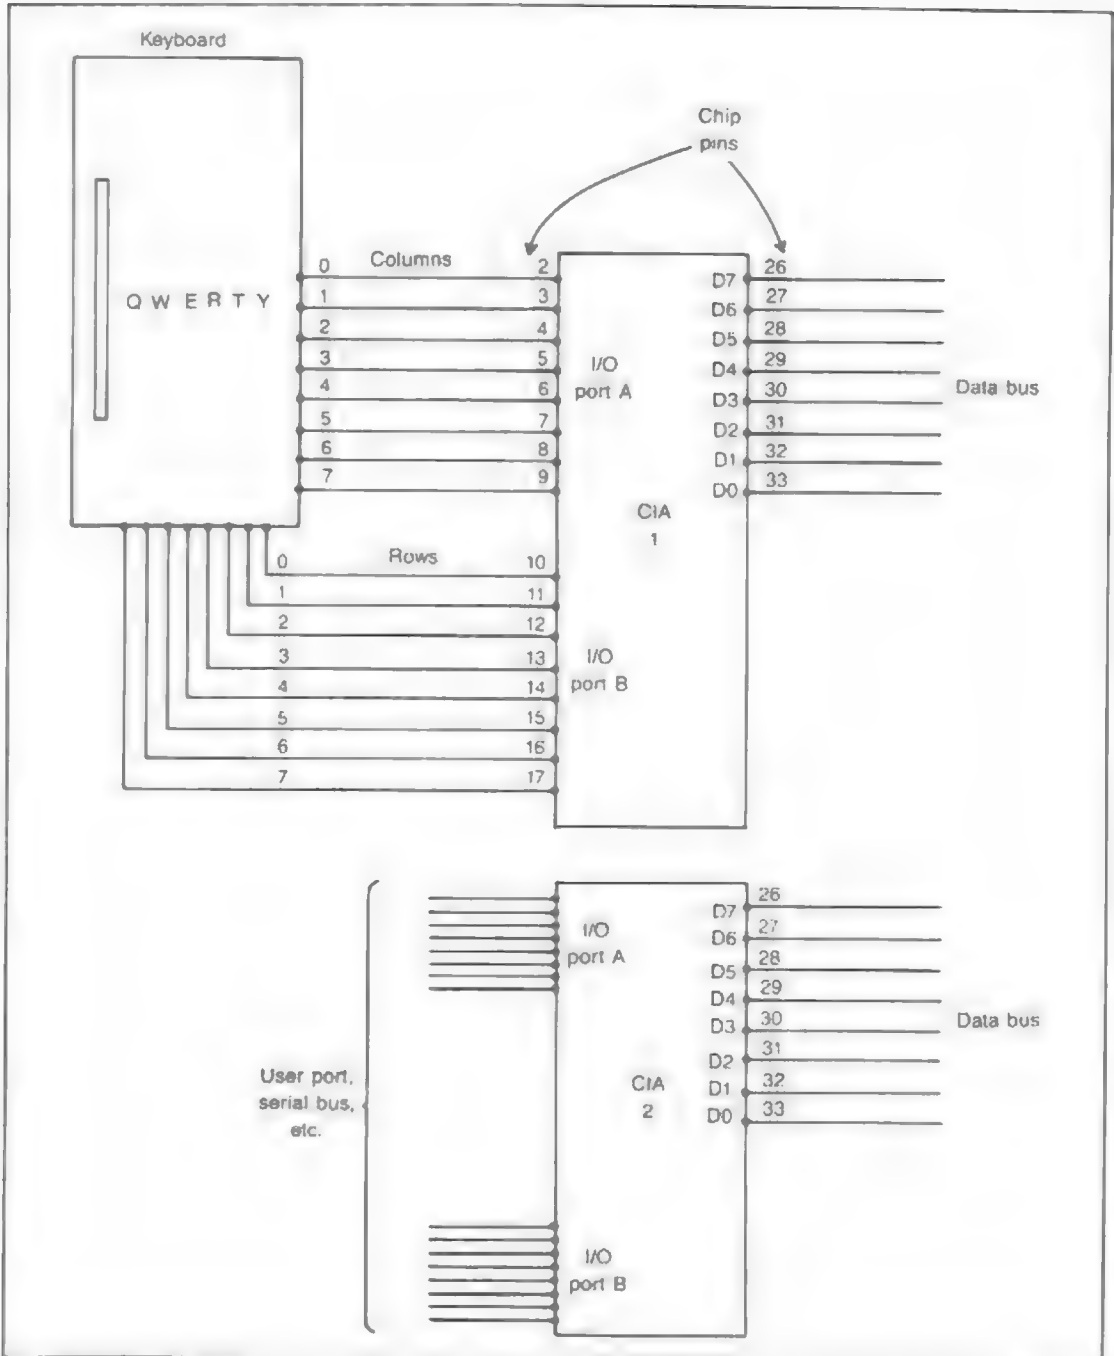 Keyboard
Chip
pins
0 Columns 2
1 3
2 4
3 5
4 6
5 7
6 8
7 9
Q W E R T Y
I/O
port A
D7 26
D6 27
D5 28
D4 29
D3 30
D2 31
D1 32
D0 33
Data bus
CIA
1
0 Rows 10
1 11
2 12
3 13
4 14
5 15
6 16
7 17
I/O
port B
User port,
serial bus,
etc.
I/O
port A
D7 26
D6 27
D5 28
D4 29
D3 30
D2 31
D1 32
D0 33
Data bus
CIA
2
I/O
port B